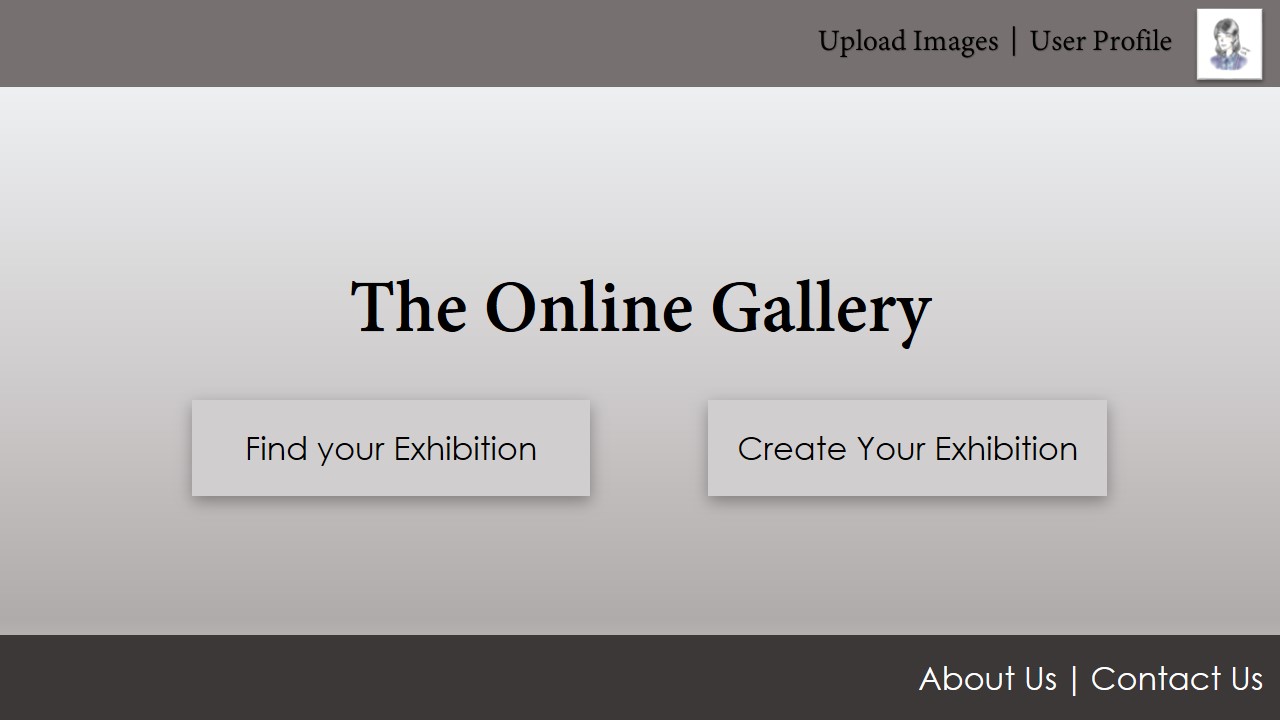 Upload Images | User Profile
The Online Gallery
Find your Exhibition
Create Your Exhibition
About Us | Contact Us